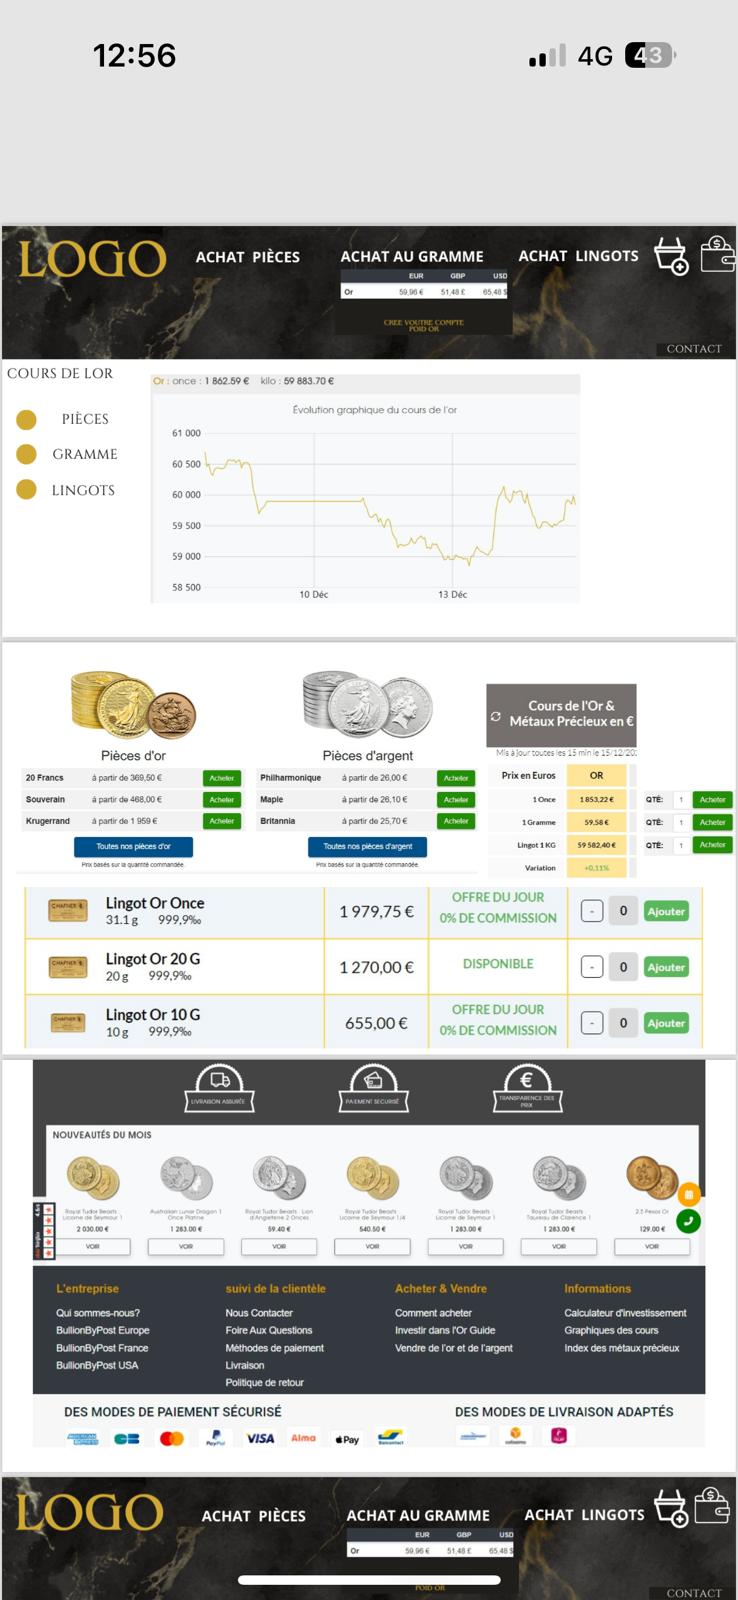 12:56
4G 43
LOGO
ACHAT PIÈCES
ACHAT AU GRAMME
ACHAT LINGOTS
EUR GBP USD
Or 59,96 € 51,48 £ 65,48 $
CREE VOUTRE COMPTE
POID OR
CONTACT
COURS DE LOR
PIÈCES
GRAMME
LINGOTS
Or : once : 1 862.59 € kilo : 59 883.70 €
Évolution graphique du cours de l'or
61 000
60 500
60 000
59 500
59 000
58 500
10 Déc 13 Déc
Pièces d'or
20 Francs à partir de 369,50 € Acheter
Souverain à partir de 468,00 € Acheter
Krugerrand à partir de 1 959 € Acheter
Toutes nos pièces d'or
Prix basés sur la quantité commandée.
Pièces d'argent
Philharmonique à partir de 26,00 € Acheter
Maple à partir de 26,10 € Acheter
Britannia à partir de 25,70 € Acheter
Toutes nos pièces d'argent
Prix basés sur la quantité commandée.
Cours de l'Or &
Métaux Précieux en €
Mis à jour toutes les 15 min le 15/12/20
Prix en Euros OR
1 Once 1 853,22 € QTÉ: 1 Acheter
1 Gramme 59,58 € QTÉ: 1 Acheter
Lingot 1 KG 59 582,40 € QTÉ: 1 Acheter
Variation +0,11%
Lingot Or Once
31.1 g 999,9‰
1 979,75 €
OFFRE DU JOUR
0% DE COMMISSION
- 0 Ajouter
Lingot Or 20 G
20 g 999,9‰
1 270,00 €
DISPONIBLE
- 0 Ajouter
Lingot Or 10 G
10 g 999,9‰
655,00 €
OFFRE DU JOUR
0% DE COMMISSION
- 0 Ajouter
LIVRAISON ASSURÉE
PAIEMENT SECURISÉ
TRANSPARENCE DES
PRIX
NOUVEAUTÉS DU MOIS
Royal Tudor Beasts :
Licorne de Seymour 1
2 030.00 €
VOIR
Australian Lunar Dragon 1
Once Platine
1 283.00 €
VOIR
Royal Tudor Beasts : Lion
d'Angleterre 2 Onces
59.40 €
VOIR
Royal Tudor Beasts :
Licorne de Seymour 1/4
540.50 €
VOIR
Royal Tudor Beasts :
Licorne de Seymour 1
1 283.00 €
VOIR
Royal Tudor Beasts :
Taureau de Clarence 1
1 283.00 €
VOIR
2.5 Pesos Or
129.00 €
VOIR
L'entreprise
Qui sommes-nous?
BullionByPost Europe
BullionByPost France
BullionByPost USA
suivi de la clientèle
Nous Contacter
Foire Aux Questions
Méthodes de paiement
Livraison
Politique de retour
Acheter & Vendre
Comment acheter
Investir dans l'Or Guide
Vendre de l'or et de l'argent
Informations
Calculateur d'investissement
Graphiques des cours
Index des métaux précieux
DES MODES DE PAIEMENT SÉCURISÉ
AMERICAN EXPRESS CB PayPal VISA Alma Pay Bancontact
DES MODES DE LIVRAISON ADAPTÉS
colissimo
LOGO
ACHAT PIÈCES
ACHAT AU GRAMME
ACHAT LINGOTS
EUR GBP USD
Or 59,96 € 51,48 £ 65,48 $
POID OR
CONTACT